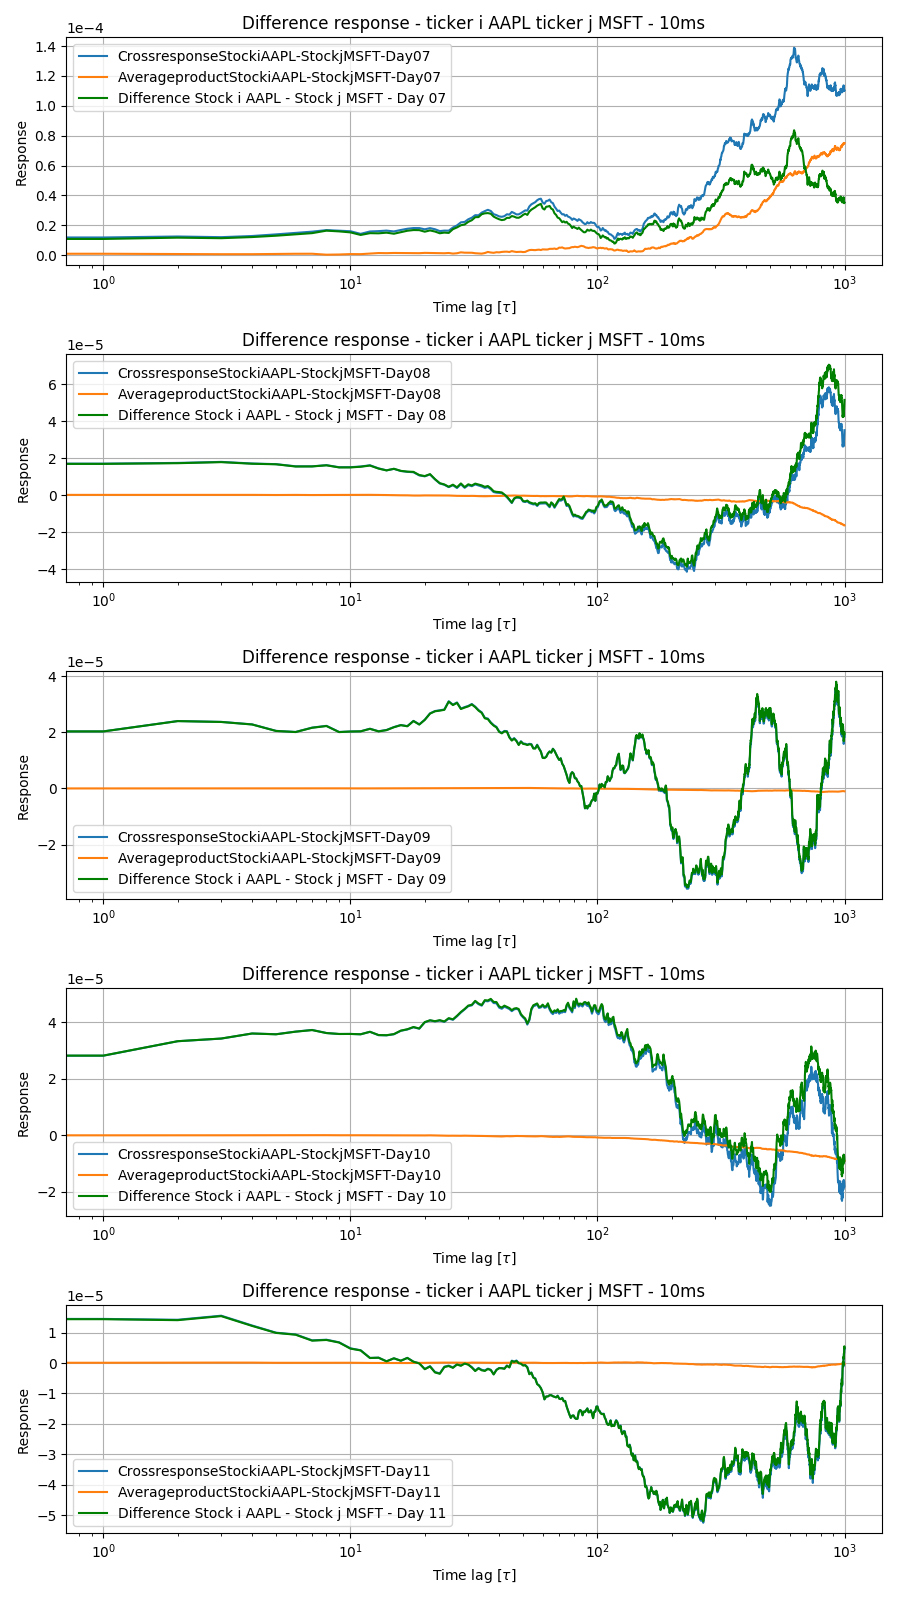 Difference response - ticker i AAPL ticker j MSFT - 10ms
1e−4
CrossresponseStockiAAPL-StockjMSFT-Day07
AverageproductStockiAAPL-StockjMSFT-Day07
Difference Stock i AAPL - Stock j MSFT - Day 07
1.4
1.2
1.0
0.8
0.6
0.4
0.2
0.0
Response
10⁰ 10¹ 10² 10³
Time lag [τ]
Difference response - ticker i AAPL ticker j MSFT - 10ms
1e−5
CrossresponseStockiAAPL-StockjMSFT-Day08
AverageproductStockiAAPL-StockjMSFT-Day08
Difference Stock i AAPL - Stock j MSFT - Day 08
6
4
2
0
−2
−4
Response
10⁰ 10¹ 10² 10³
Time lag [τ]
Difference response - ticker i AAPL ticker j MSFT - 10ms
1e−5
4
2
0
−2
Response
CrossresponseStockiAAPL-StockjMSFT-Day09
AverageproductStockiAAPL-StockjMSFT-Day09
Difference Stock i AAPL - Stock j MSFT - Day 09
10⁰ 10¹ 10² 10³
Time lag [τ]
Difference response - ticker i AAPL ticker j MSFT - 10ms
1e−5
4
2
0
−2
Response
CrossresponseStockiAAPL-StockjMSFT-Day10
AverageproductStockiAAPL-StockjMSFT-Day10
Difference Stock i AAPL - Stock j MSFT - Day 10
10⁰ 10¹ 10² 10³
Time lag [τ]
Difference response - ticker i AAPL ticker j MSFT - 10ms
1e−5
1
0
−1
−2
−3
−4
−5
Response
CrossresponseStockiAAPL-StockjMSFT-Day11
AverageproductStockiAAPL-StockjMSFT-Day11
Difference Stock i AAPL - Stock j MSFT - Day 11
10⁰ 10¹ 10² 10³
Time lag [τ]